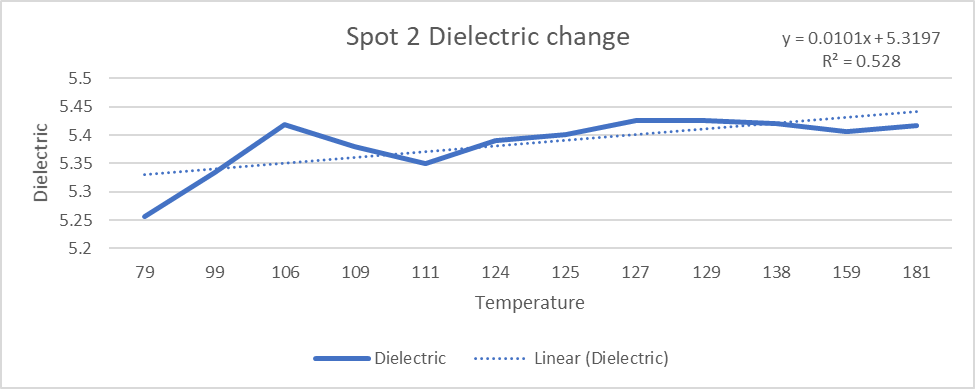 Spot 2 Dielectric change
y = 0.0101x + 5.3197
R² = 0.528
5.5
5.45
5.4
5.35
5.3
5.25
5.2
Dielectric
79 99 106 109 111 124 125 127 129 138 159 181
Temperature
Dielectric Linear (Dielectric)